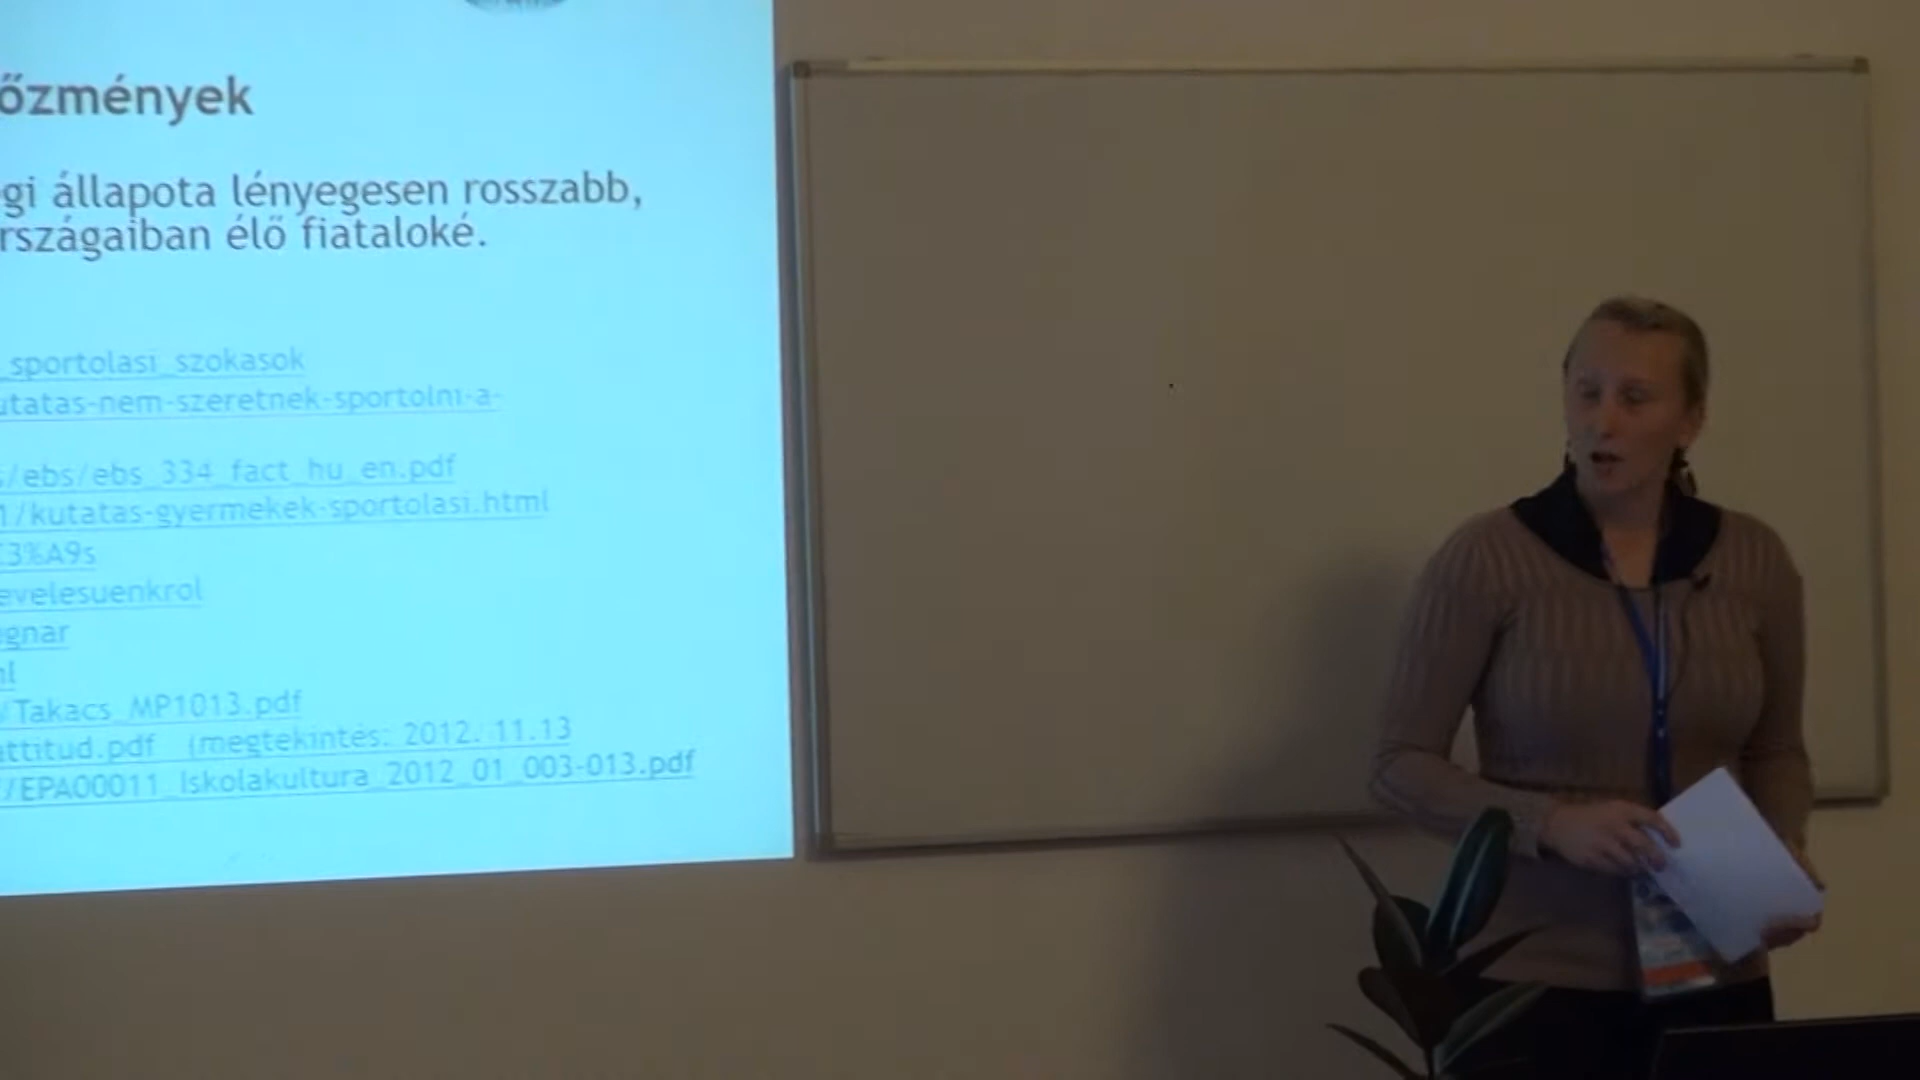 őzmények
gi állapota lényegesen rosszabb,
rszágaiban élő fiataloké.
_sportolasi_szokasok
utatas-nem-szeretnek-sportolni-a-
/ebs/ebs_334_fact_hu_en.pdf
1/kutatas-gyermekek-sportolasi.html
3%A9s
evelesuenkrol
gnar
l
/Takacs_MP1013.pdf
attitud.pdf (megtekintés: 2012. 11.13
/EPA00011_Iskolakultura_2012_01_003-013.pdf